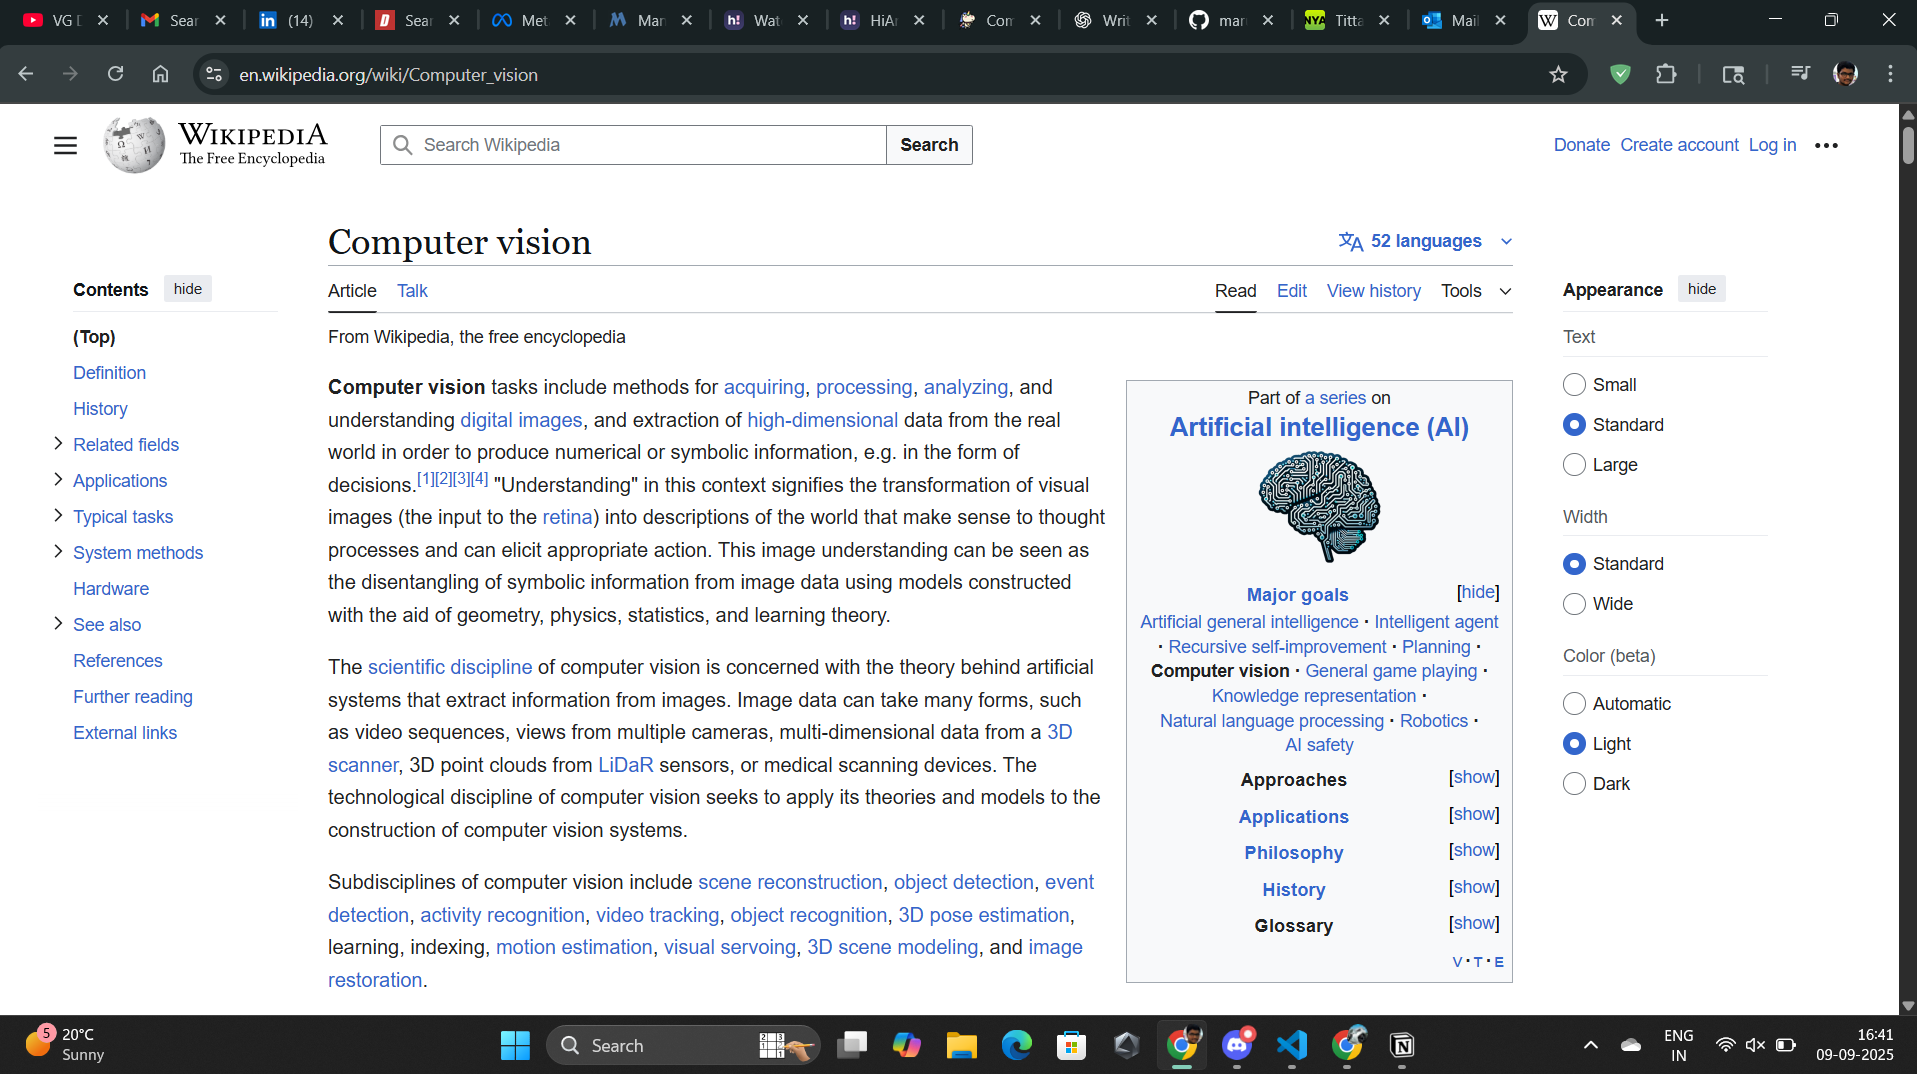 VG D
Sear
(14)
Sear
Met
Man
h! Wat
h! HiAr
Com
Writ
mar
NYA Titta
Mail
W Com
en.wikipedia.org/wiki/Computer_vision
WIKIPEDIA
The Free Encyclopedia
Search Wikipedia
Search
Donate Create account Log in
Computer vision
52 languages
Contents hide
Article Talk
Read Edit View history Tools
Appearance hide
From Wikipedia, the free encyclopedia
(Top)
Definition
History
Related fields
Applications
Typical tasks
System methods
Hardware
See also
References
Further reading
External links
Computer vision tasks include methods for acquiring, processing, analyzing, and
understanding digital images, and extraction of high-dimensional data from the real
world in order to produce numerical or symbolic information, e.g. in the form of
decisions.[1][2][3][4] "Understanding" in this context signifies the transformation of visual
images (the input to the retina) into descriptions of the world that make sense to thought
processes and can elicit appropriate action. This image understanding can be seen as
the disentangling of symbolic information from image data using models constructed
with the aid of geometry, physics, statistics, and learning theory.
The scientific discipline of computer vision is concerned with the theory behind artificial
systems that extract information from images. Image data can take many forms, such
as video sequences, views from multiple cameras, multi-dimensional data from a 3D
scanner, 3D point clouds from LiDaR sensors, or medical scanning devices. The
technological discipline of computer vision seeks to apply its theories and models to the
construction of computer vision systems.
Subdisciplines of computer vision include scene reconstruction, object detection, event
detection, activity recognition, video tracking, object recognition, 3D pose estimation,
learning, indexing, motion estimation, visual servoing, 3D scene modeling, and image
restoration.
Part of a series on
Artificial intelligence (AI)
Major goals [hide]
Artificial general intelligence · Intelligent agent
· Recursive self-improvement · Planning ·
Computer vision · General game playing ·
Knowledge representation ·
Natural language processing · Robotics ·
AI safety
Approaches [show]
Applications [show]
Philosophy [show]
History [show]
Glossary [show]
V · T · E
Text
Small
Standard
Large
Width
Standard
Wide
Color (beta)
Automatic
Light
Dark
5
20°C
Sunny
Search
ENG
IN
16:41
09-09-2025